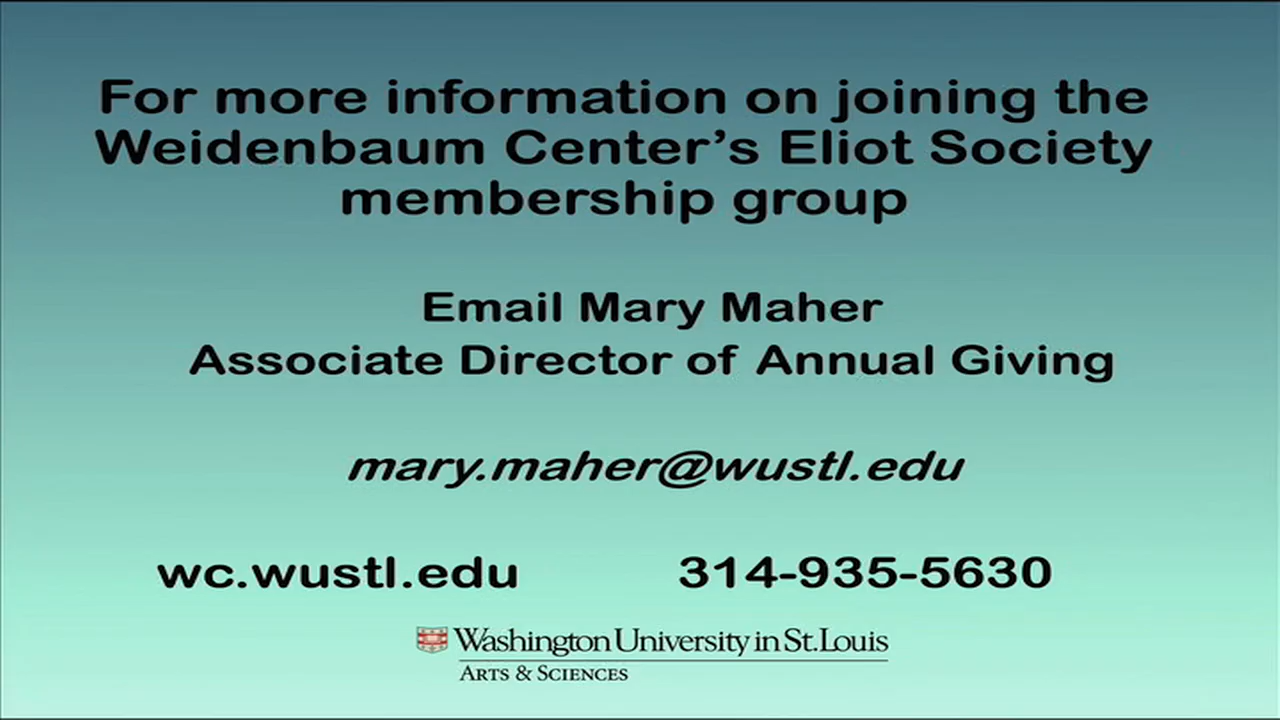 For more information on joining the
Weidenbaum Center’s Eliot Society
membership group
Email Mary Maher
Associate Director of Annual Giving
mary.maher@wustl.edu
wc.wustl.edu 314-935-5630
Washington University in St. Louis
ARTS & SCIENCES